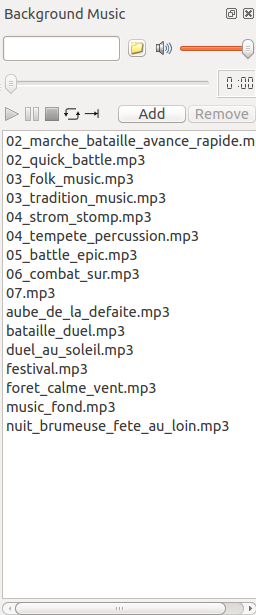 Background Music
0:00
Add
Remove
02_marche_bataille_avance_rapide.m
02_quick_battle.mp3
03_folk_music.mp3
03_tradition_music.mp3
04_strom_stomp.mp3
04_tempete_percussion.mp3
05_battle_epic.mp3
06_combat_sur.mp3
07.mp3
aube_de_la_defaite.mp3
bataille_duel.mp3
duel_au_soleil.mp3
festival.mp3
foret_calme_vent.mp3
music_fond.mp3
nuit_brumeuse_fete_au_loin.mp3